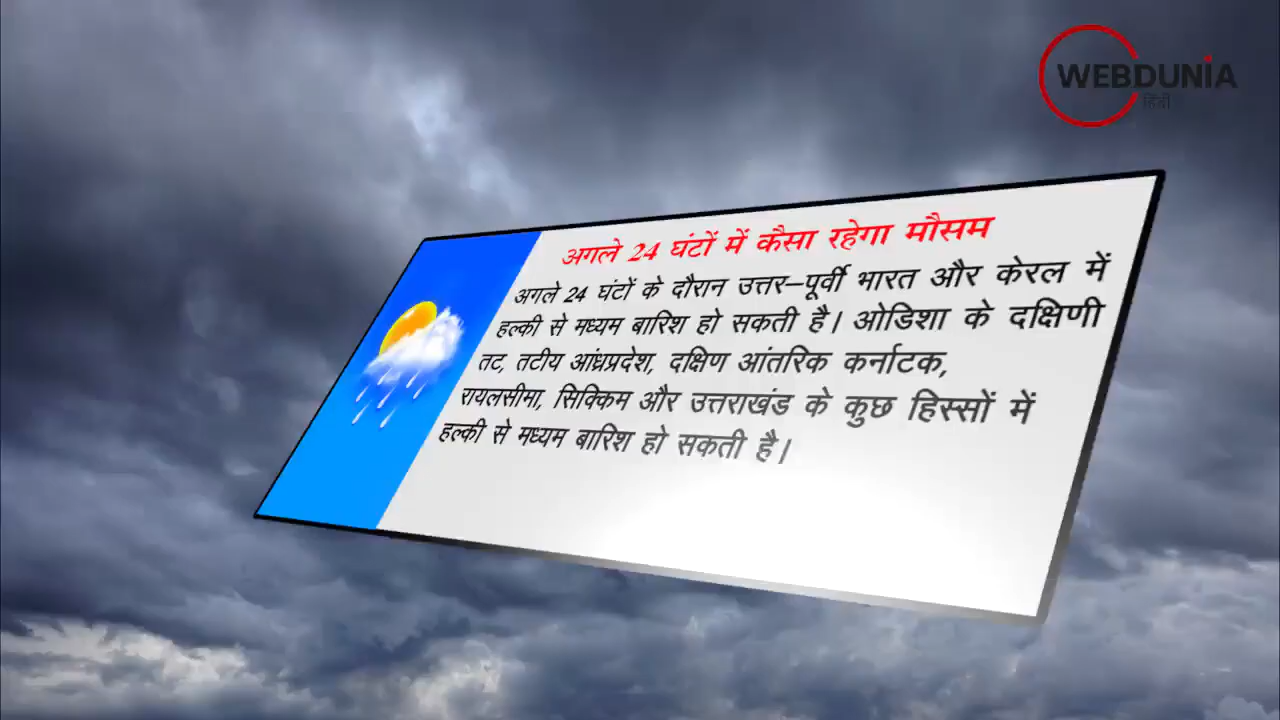 WEBDUNIA
हिंदी
अगले 24 घंटों में कैसा रहेगा मौसम
अगले 24 घंटों के दौरान उत्तर–पूर्वी भारत और केरल में
हल्की से मध्यम बारिश हो सकती है। ओडिशा के दक्षिणी
तट, तटीय आंध्रप्रदेश, दक्षिण आंतरिक कर्नाटक,
रायलसीमा, सिक्किम और उत्तराखंड के कुछ हिस्सों में
हल्की से मध्यम बारिश हो सकती है।